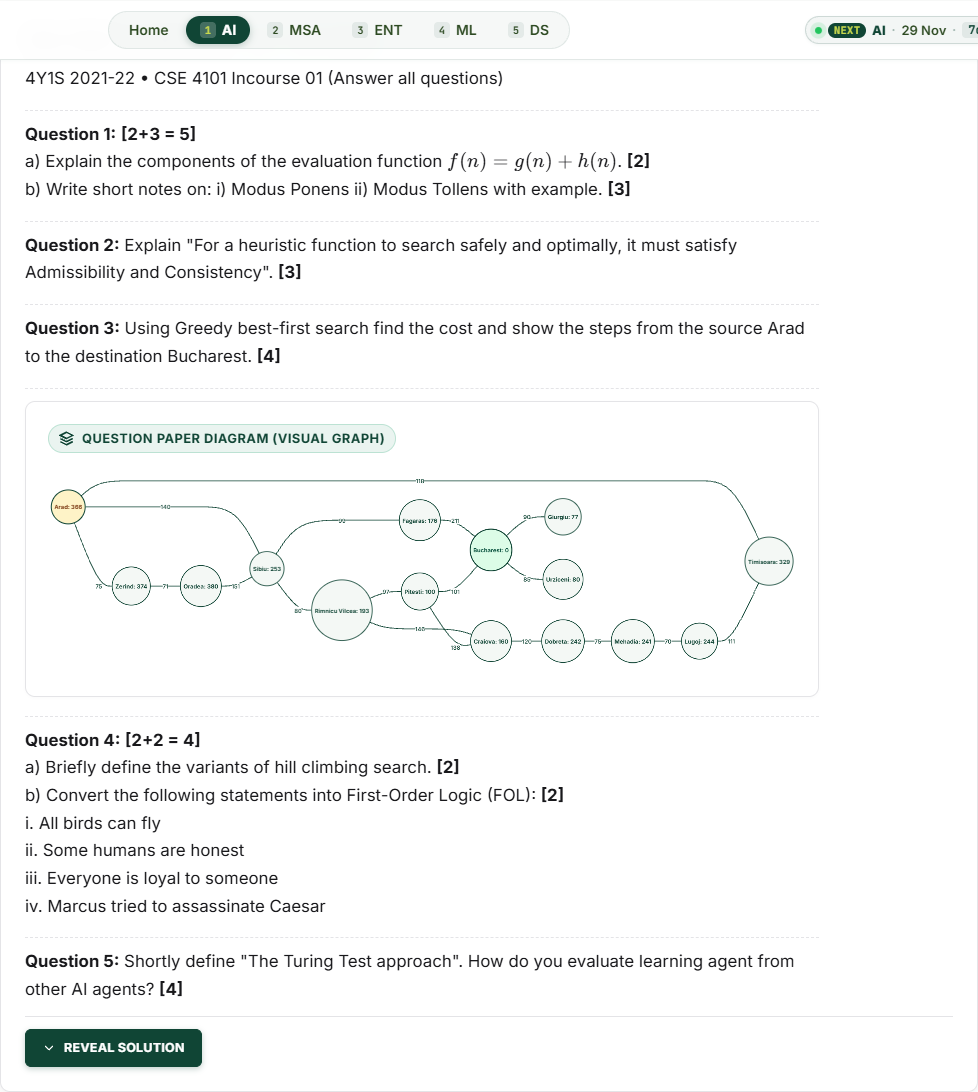 Home 1 AI 2 MSA 3 ENT 4 ML 5 DS NEXT AI · 29 Nov ·
4Y1S 2021-22 • CSE 4101 Incourse 01 (Answer all questions)
Question 1: [2+3 = 5]
a) Explain the components of the evaluation function f(n) = g(n) + h(n). [2]
b) Write short notes on: i) Modus Ponens ii) Modus Tollens with example. [3]
Question 2: Explain "For a heuristic function to search safely and optimally, it must satisfy
Admissibility and Consistency". [3]
Question 3: Using Greedy best-first search find the cost and show the steps from the source Arad
to the destination Bucharest. [4]
QUESTION PAPER DIAGRAM (VISUAL GRAPH)
118
Arad: 366
140
Fagaras: 176
211
90
Giurgiu: 77
Bucharest: 0
Timisoara: 329
Sibiu: 253
75
Zerind: 374
71
Oradea: 380
151
85
Urziceni: 80
97
Pitesti: 100
101
80
Rimnicu Vilcea: 193
146
138
Craiova: 160
120
Dobreta: 242
75
Mehadia: 241
70
Lugoj: 244
111
Question 4: [2+2 = 4]
a) Briefly define the variants of hill climbing search. [2]
b) Convert the following statements into First-Order Logic (FOL): [2]
i. All birds can fly
ii. Some humans are honest
iii. Everyone is loyal to someone
iv. Marcus tried to assassinate Caesar
Question 5: Shortly define "The Turing Test approach". How do you evaluate learning agent from
other AI agents? [4]
REVEAL SOLUTION